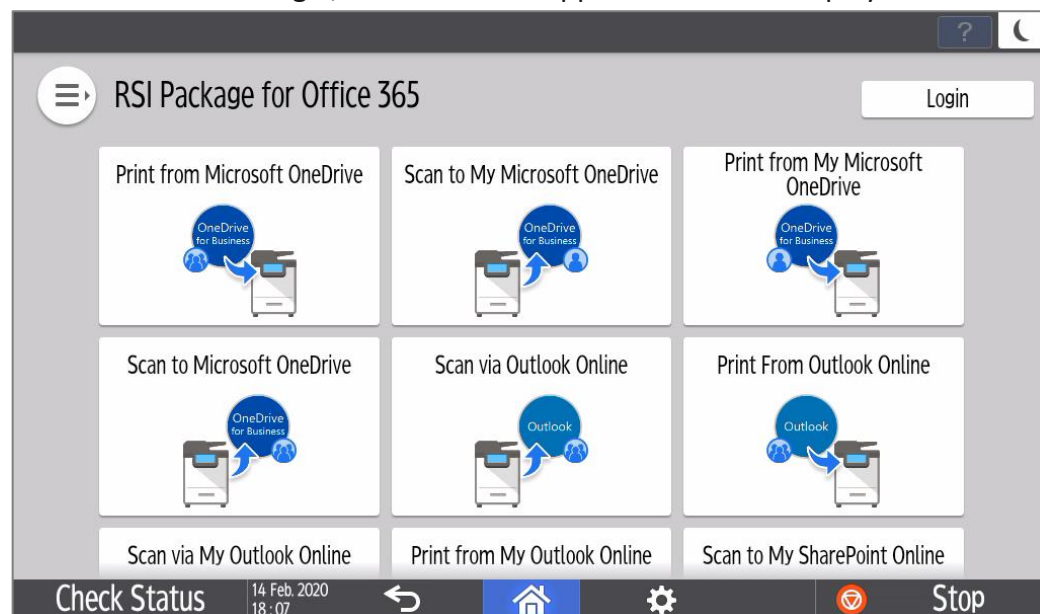 ?
RSI Package for Office 365
Login
Print from Microsoft OneDrive
OneDrive
for Business
Scan to My Microsoft OneDrive
OneDrive
for Business
Print from My Microsoft
OneDrive
OneDrive
for Business
Scan to Microsoft OneDrive
OneDrive
for Business
Scan via Outlook Online
Outlook
Print From Outlook Online
Outlook
Scan via My Outlook Online
Print from My Outlook Online
Scan to My SharePoint Online
Check Status
14 Feb. 2020
18 : 07
Stop